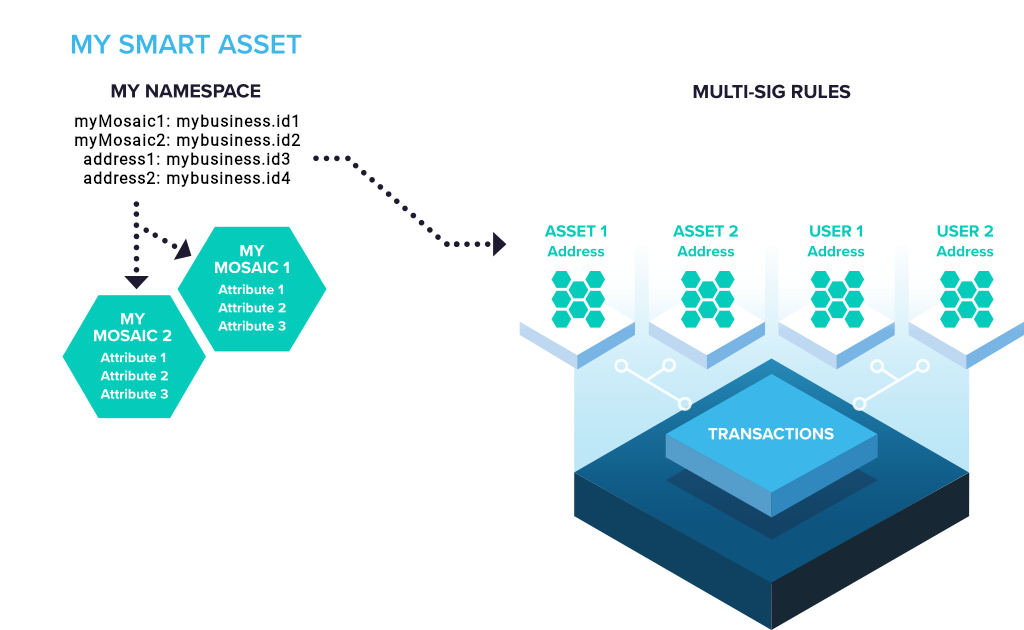 MY SMART ASSET
MY NAMESPACE
myMosaic1: mybusiness.id1
myMosaic2: mybusiness.id2
address1: mybusiness.id3
address2: mybusiness.id4
MY
MOSAIC 1
Attribute 1
Attribute 2
Attribute 3
MY
MOSAIC 2
Attribute 1
Attribute 2
Attribute 3
MULTI-SIG RULES
ASSET 1
Address
ASSET 2
Address
USER 1
Address
USER 2
Address
TRANSACTIONS